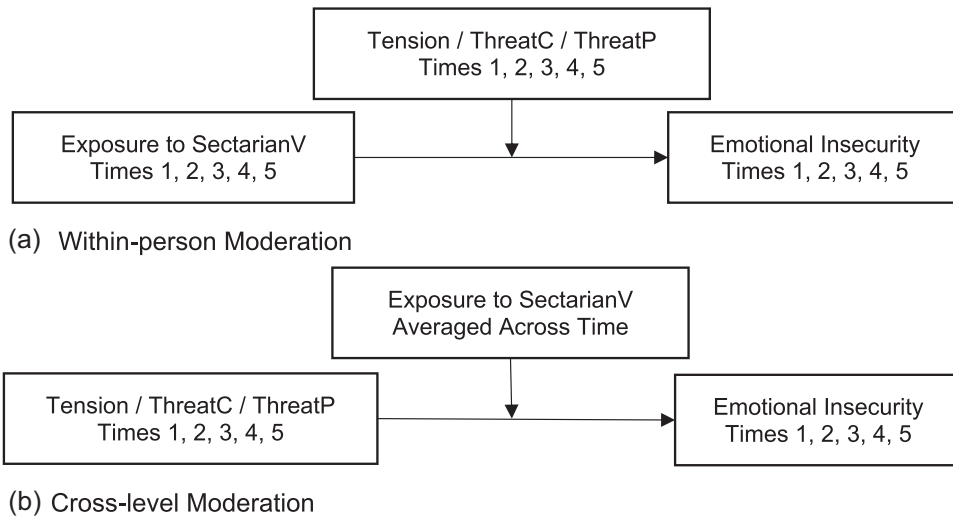 Tension / ThreatC / ThreatP
Times 1, 2, 3, 4, 5
Exposure to SectarianV
Times 1, 2, 3, 4, 5
Emotional Insecurity
Times 1, 2, 3, 4, 5
(a) Within-person Moderation
Exposure to SectarianV
Averaged Across Time
Tension / ThreatC / ThreatP
Times 1, 2, 3, 4, 5
Emotional Insecurity
Times 1, 2, 3, 4, 5
(b) Cross-level Moderation